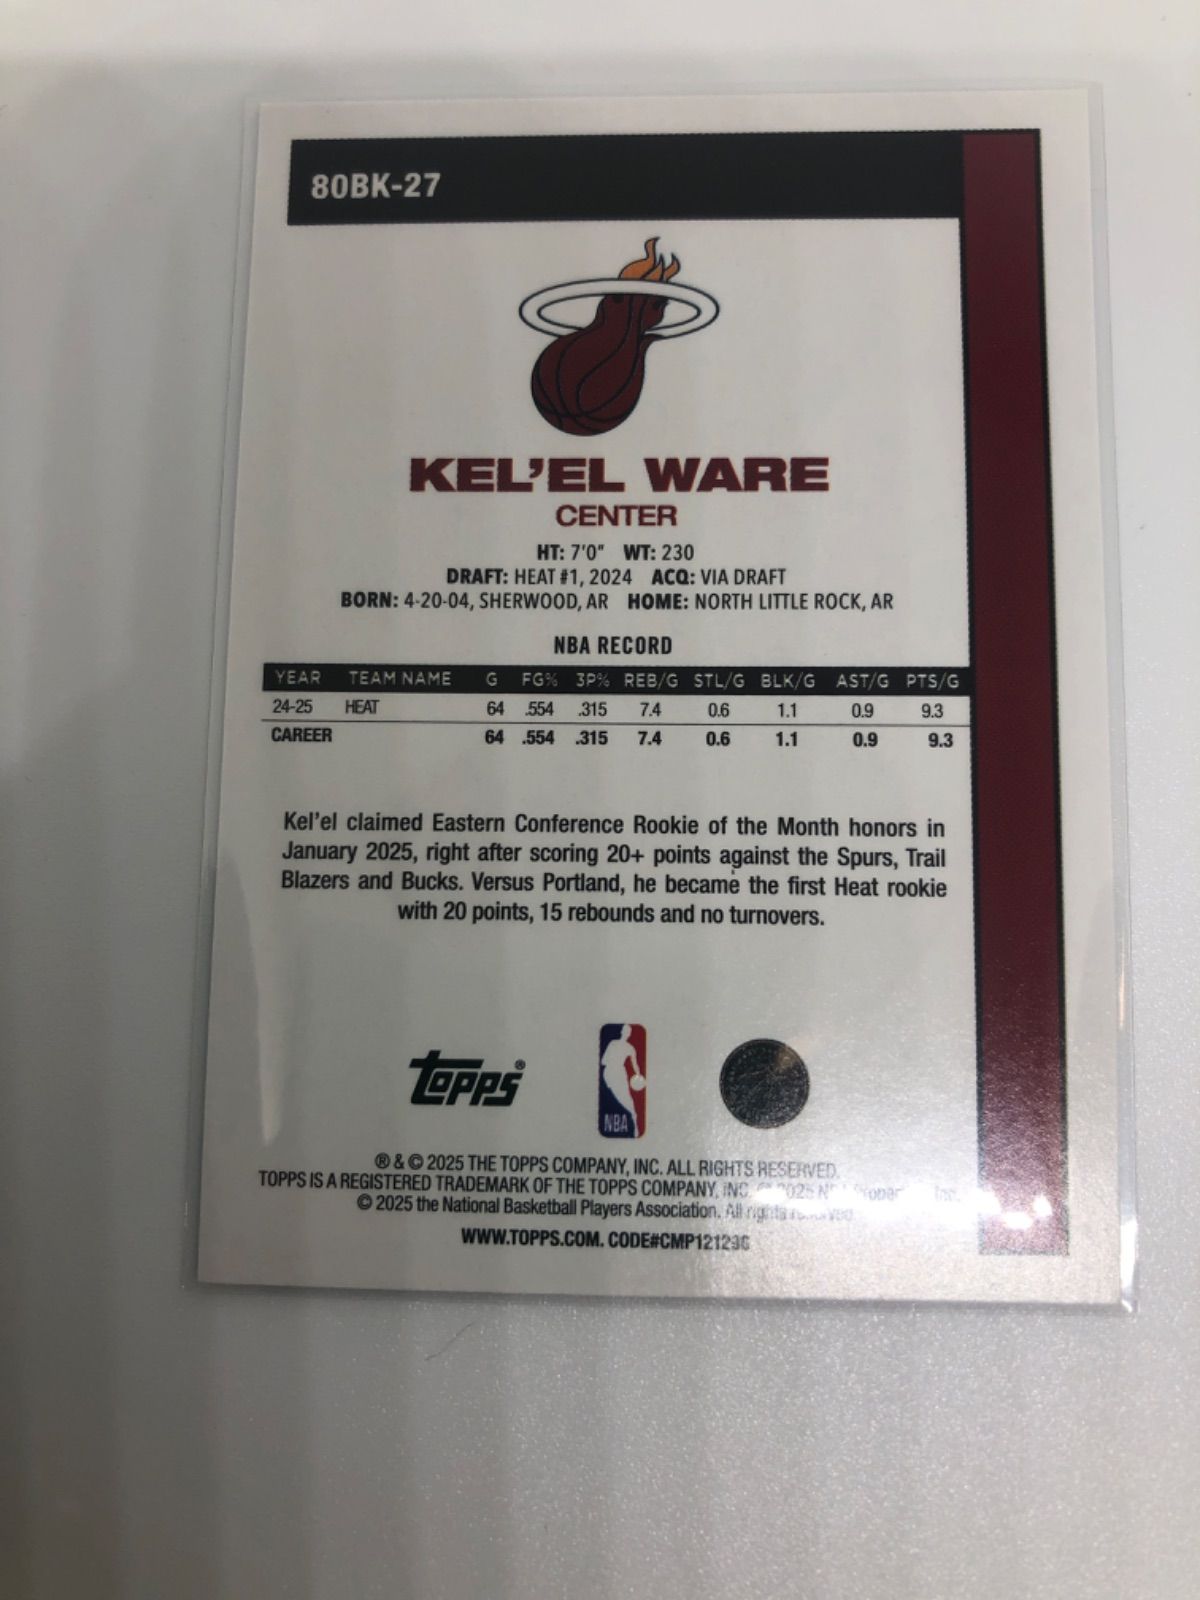 80BK-27
KEL'EL WARE
CENTER
HT: 7'0" WT: 230
DRAFT: HEAT #1, 2024 ACQ: VIA DRAFT
BORN: 4-20-04, SHERWOOD, AR HOME: NORTH LITTLE ROCK, AR
NBA RECORD
YEAR TEAM NAME G FG% 3P% REB/G STL/G BLK/G AST/G PTS/G
24-25 HEAT 64 .554 .315 7.4 0.6 1.1 0.9 9.3
CAREER 64 .554 .315 7.4 0.6 1.1 0.9 9.3
Kel'el claimed Eastern Conference Rookie of the Month honors in
January 2025, right after scoring 20+ points against the Spurs, Trail
Blazers and Bucks. Versus Portland, he became the first Heat rookie
with 20 points, 15 rebounds and no turnovers.
topps®
NBA
® & © 2025 THE TOPPS COMPANY, INC. ALL RIGHTS RESERVED.
TOPPS IS A REGISTERED TRADEMARK OF THE TOPPS COMPANY, INC. © 2025 Inc.
© 2025 the National Basketball Players Association. All rights reserved.
WWW.TOPPS.COM. CODE#